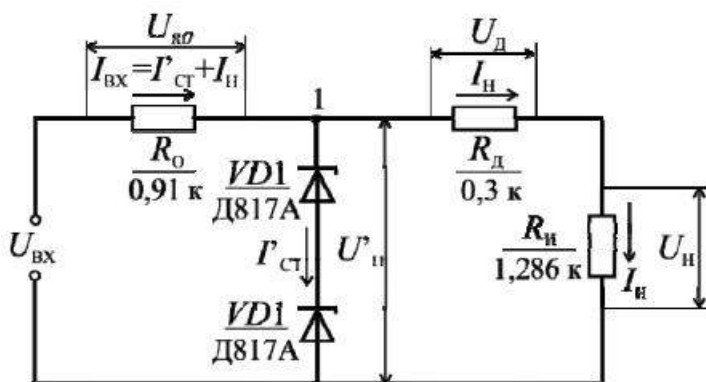 U_R0
I_ВХ=I'_СТ+I_Н
U_Д
I_Н
1
R_О
0,91 к
VD1
Д817А
R_Д
0,3 к
U_ВХ
I'_СТ
U'_Н
R_Н
1,286 к
I_Н
U_Н
VD1
Д817А